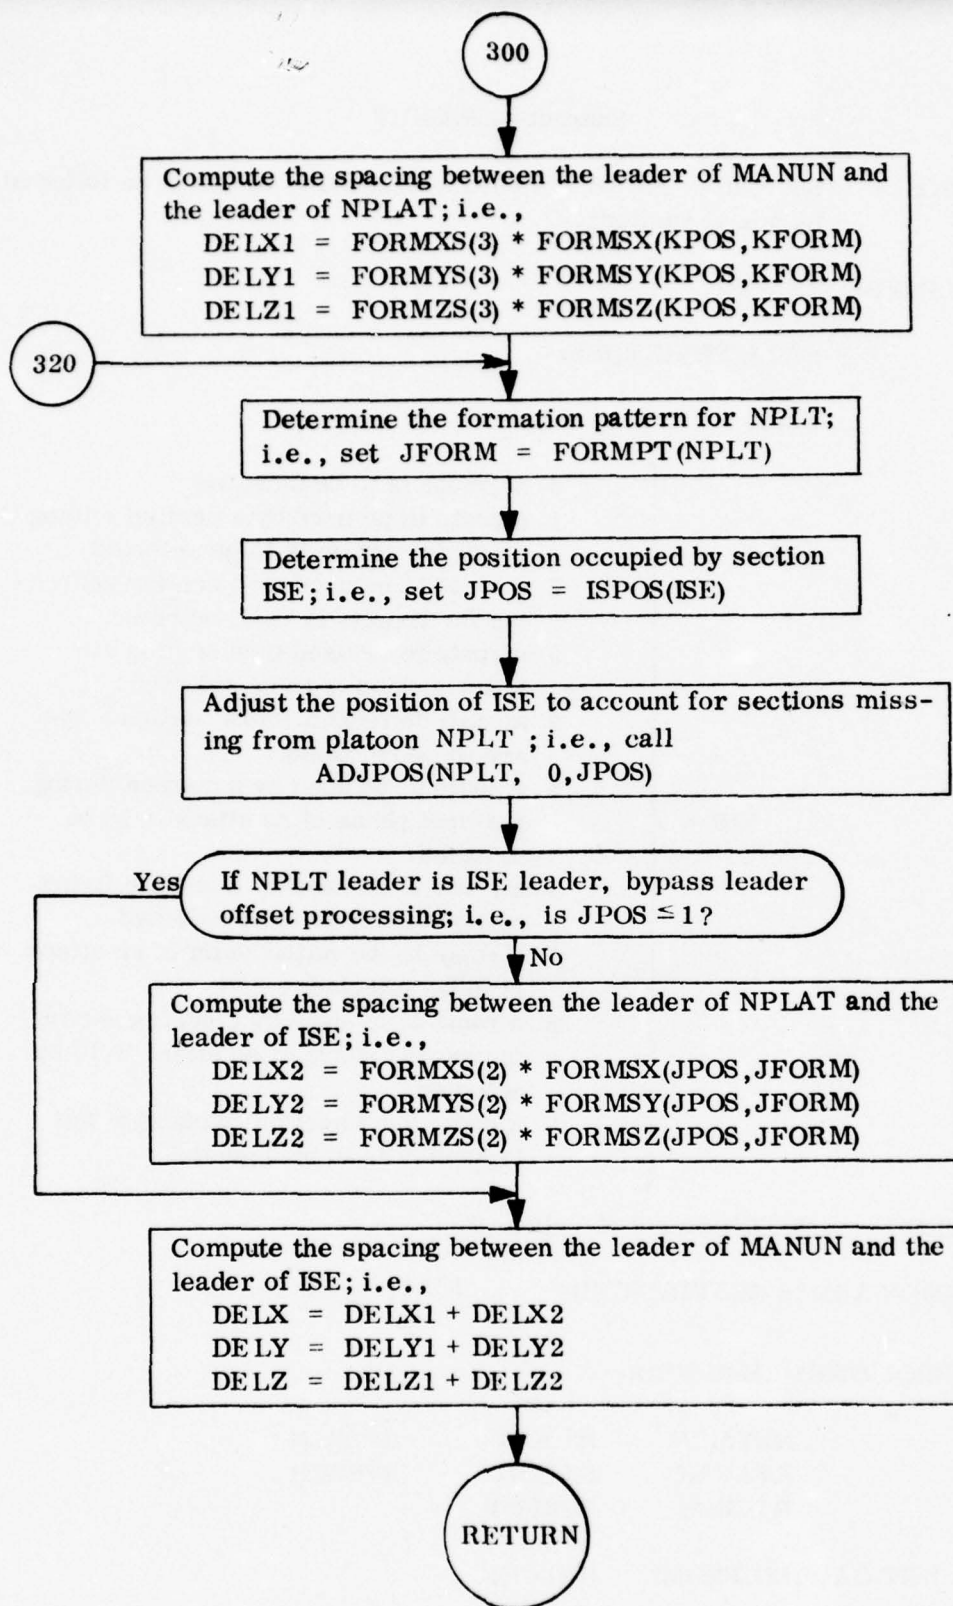 300
Compute the spacing between the leader of MANUN and
the leader of NPLAT; i.e.,
DELX1 = FORMXS(3) * FORMSX(KPOS,KFORM)
DELY1 = FORMYS(3) * FORMSY(KPOS,KFORM)
DELZ1 = FORMZS(3) * FORMSZ(KPOS,KFORM)
320
Determine the formation pattern for NPLT;
i.e., set JFORM = FORMPT(NPLT)
Determine the position occupied by section
ISE; i.e., set JPOS = ISPOS(ISE)
Adjust the position of ISE to account for sections miss-
ing from platoon NPLT ; i.e., call
ADJPOS(NPLT, 0,JPOS)
Yes
If NPLT leader is ISE leader, bypass leader
offset processing; i.e., is JPOS ≤ 1?
No
Compute the spacing between the leader of NPLAT and the
leader of ISE; i.e.,
DELX2 = FORMXS(2) * FORMSX(JPOS,JFORM)
DELY2 = FORMYS(2) * FORMSY(JPOS,JFORM)
DELZ2 = FORMZS(2) * FORMSZ(JPOS,JFORM)
Compute the spacing between the leader of MANUN and the
leader of ISE; i.e.,
DELX = DELX1 + DELX2
DELY = DELY1 + DELY2
DELZ = DELZ1 + DELZ2
RETURN